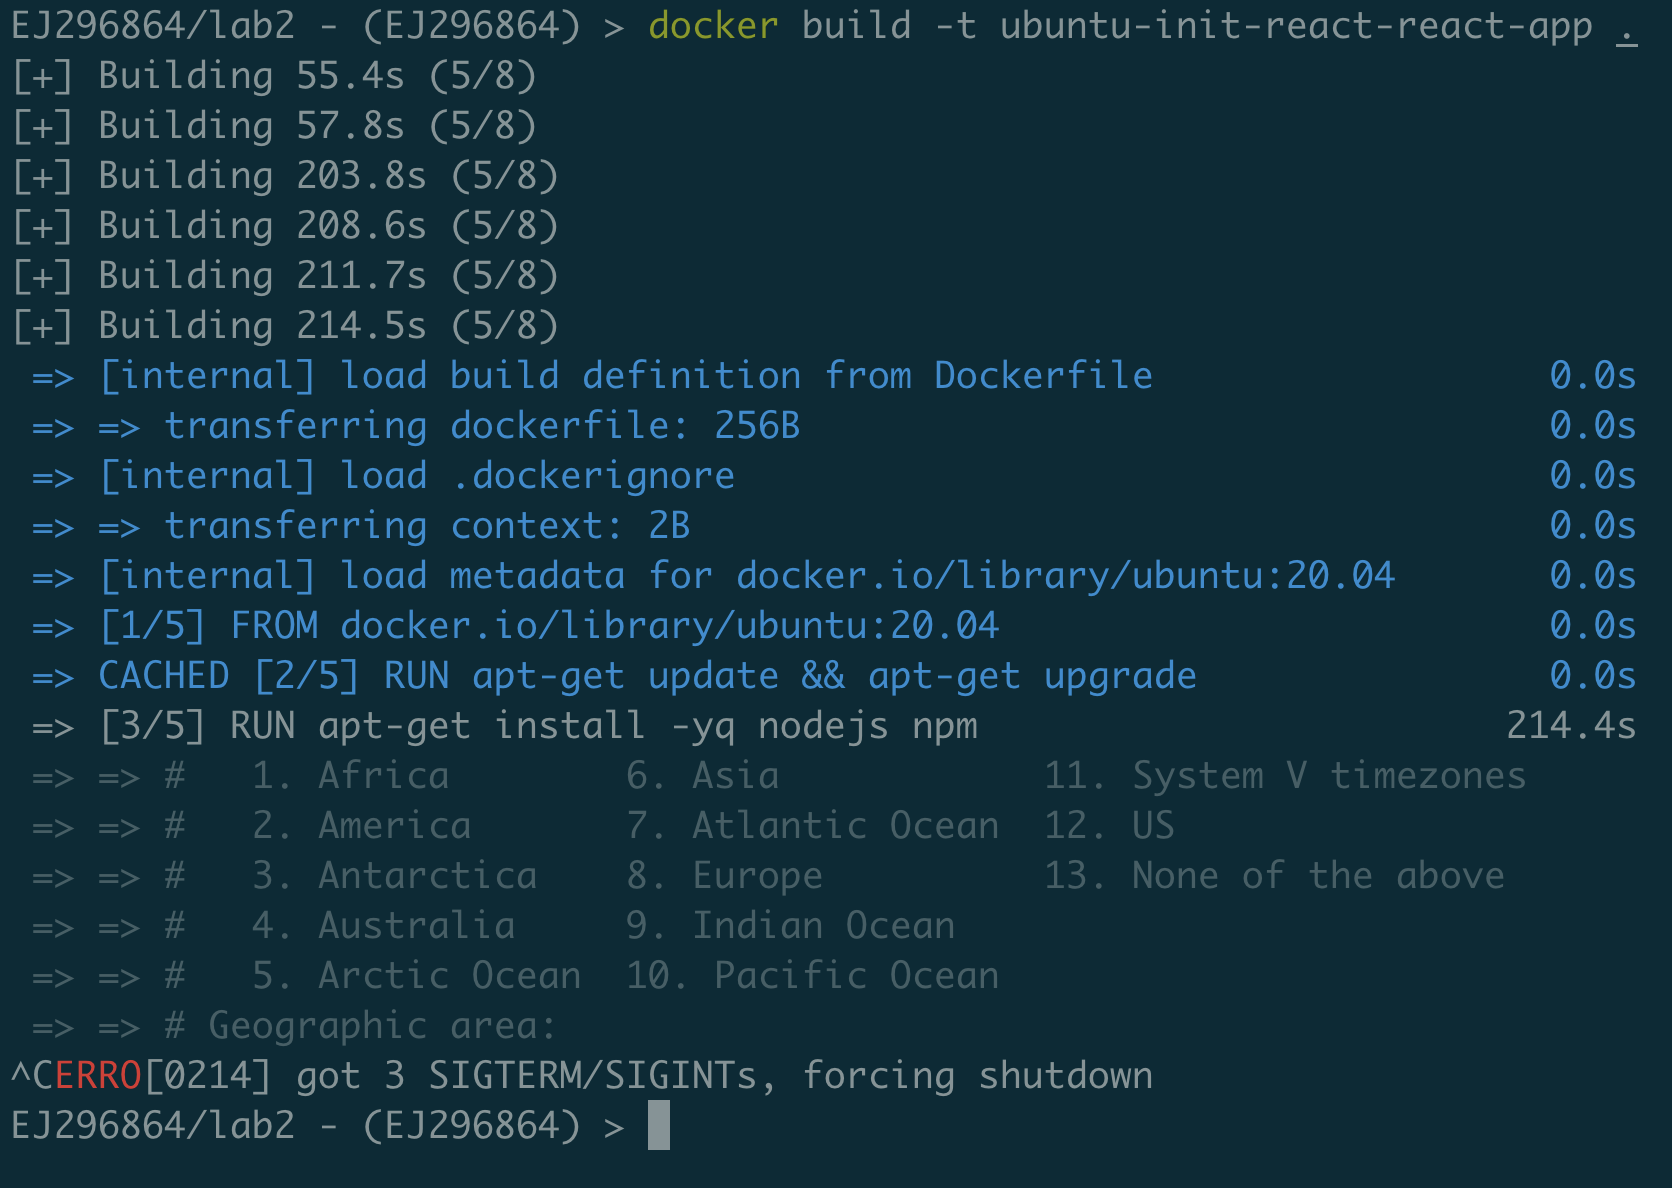 EJ296864/lab2 - (EJ296864) > docker build -t ubuntu-init-react-react-app .
[+] Building 55.4s (5/8)
[+] Building 57.8s (5/8)
[+] Building 203.8s (5/8)
[+] Building 208.6s (5/8)
[+] Building 211.7s (5/8)
[+] Building 214.5s (5/8)
=> [internal] load build definition from Dockerfile 0.0s
=> => transferring dockerfile: 256B 0.0s
=> [internal] load .dockerignore 0.0s
=> => transferring context: 2B 0.0s
=> [internal] load metadata for docker.io/library/ubuntu:20.04 0.0s
=> [1/5] FROM docker.io/library/ubuntu:20.04 0.0s
=> CACHED [2/5] RUN apt-get update && apt-get upgrade 0.0s
=> [3/5] RUN apt-get install -yq nodejs npm 214.4s
=> => # 1. Africa 6. Asia 11. System V timezones
=> => # 2. America 7. Atlantic Ocean 12. US
=> => # 3. Antarctica 8. Europe 13. None of the above
=> => # 4. Australia 9. Indian Ocean
=> => # 5. Arctic Ocean 10. Pacific Ocean
=> => # Geographic area:
^CERRO[0214] got 3 SIGTERM/SIGINTs, forcing shutdown
EJ296864/lab2 - (EJ296864) >